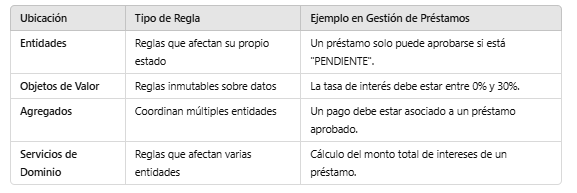 Ubicación Tipo de Regla Ejemplo en Gestión de Préstamos
Entidades Reglas que afectan su propio Un préstamo solo puede aprobarse si está
estado "PENDIENTE".
Objetos de Valor Reglas inmutables sobre datos La tasa de interés debe estar entre 0% y 30%.
Agregados Coordinan múltiples entidades Un pago debe estar asociado a un préstamo
aprobado.
Servicios de Reglas que afectan varias Cálculo del monto total de intereses de un
Dominio entidades préstamo.